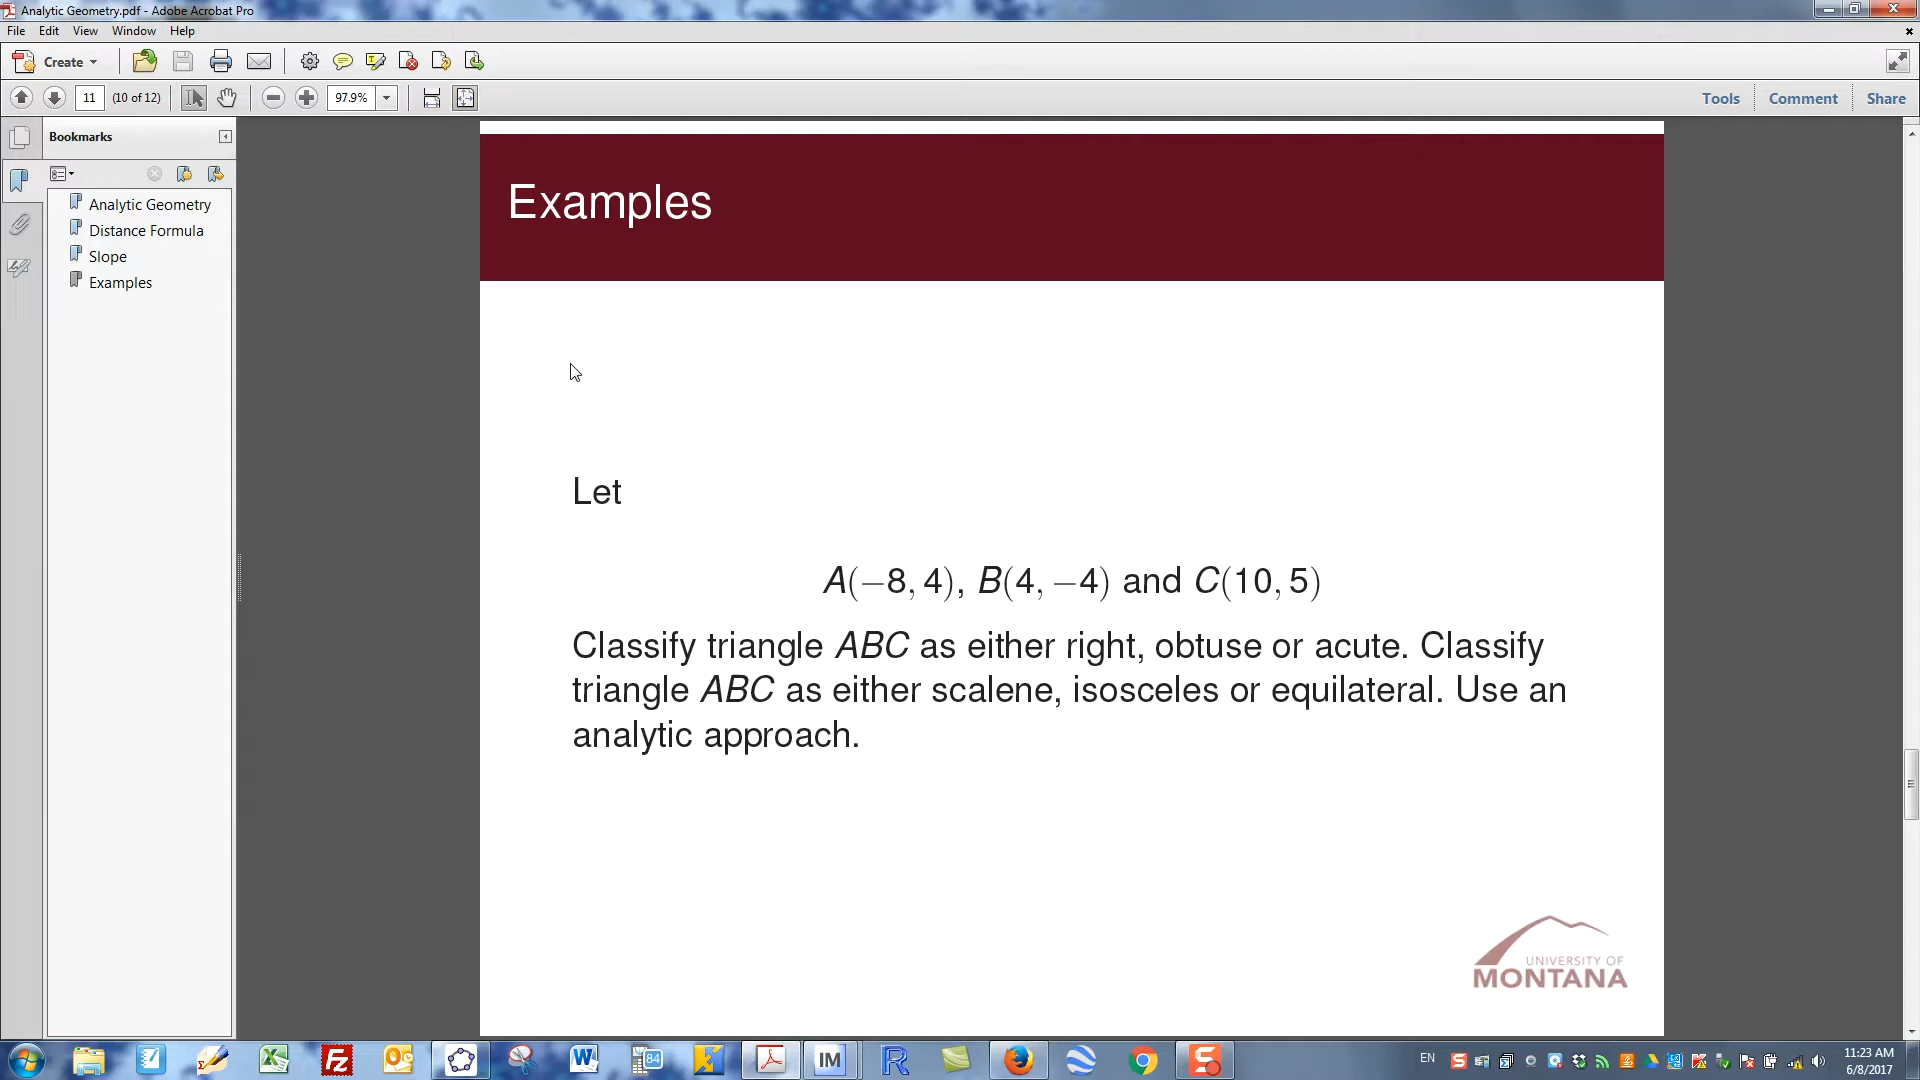 Analytic Geometry.pdf - Adobe Acrobat Pro
File Edit View Window Help
Create
11 (10 of 12) 97.9% Tools Comment Share
Bookmarks
Analytic Geometry
Distance Formula
Slope
Examples
Examples
Let
A(−8, 4), B(4, −4) and C(10, 5)
Classify triangle ABC as either right, obtuse or acute. Classify
triangle ABC as either scalene, isosceles or equilateral. Use an
analytic approach.
UNIVERSITY OF
MONTANA
84 IM EN
11:23 AM
6/8/2017